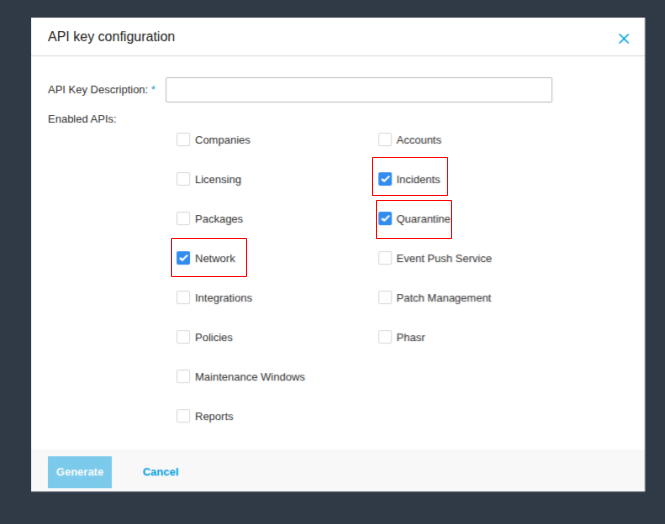 API key configuration
API Key Description: *
Enabled APIs:
Companies Accounts
Licensing Incidents
Packages Quarantine
Network Event Push Service
Integrations Patch Management
Policies Phasr
Maintenance Windows
Reports
Generate Cancel